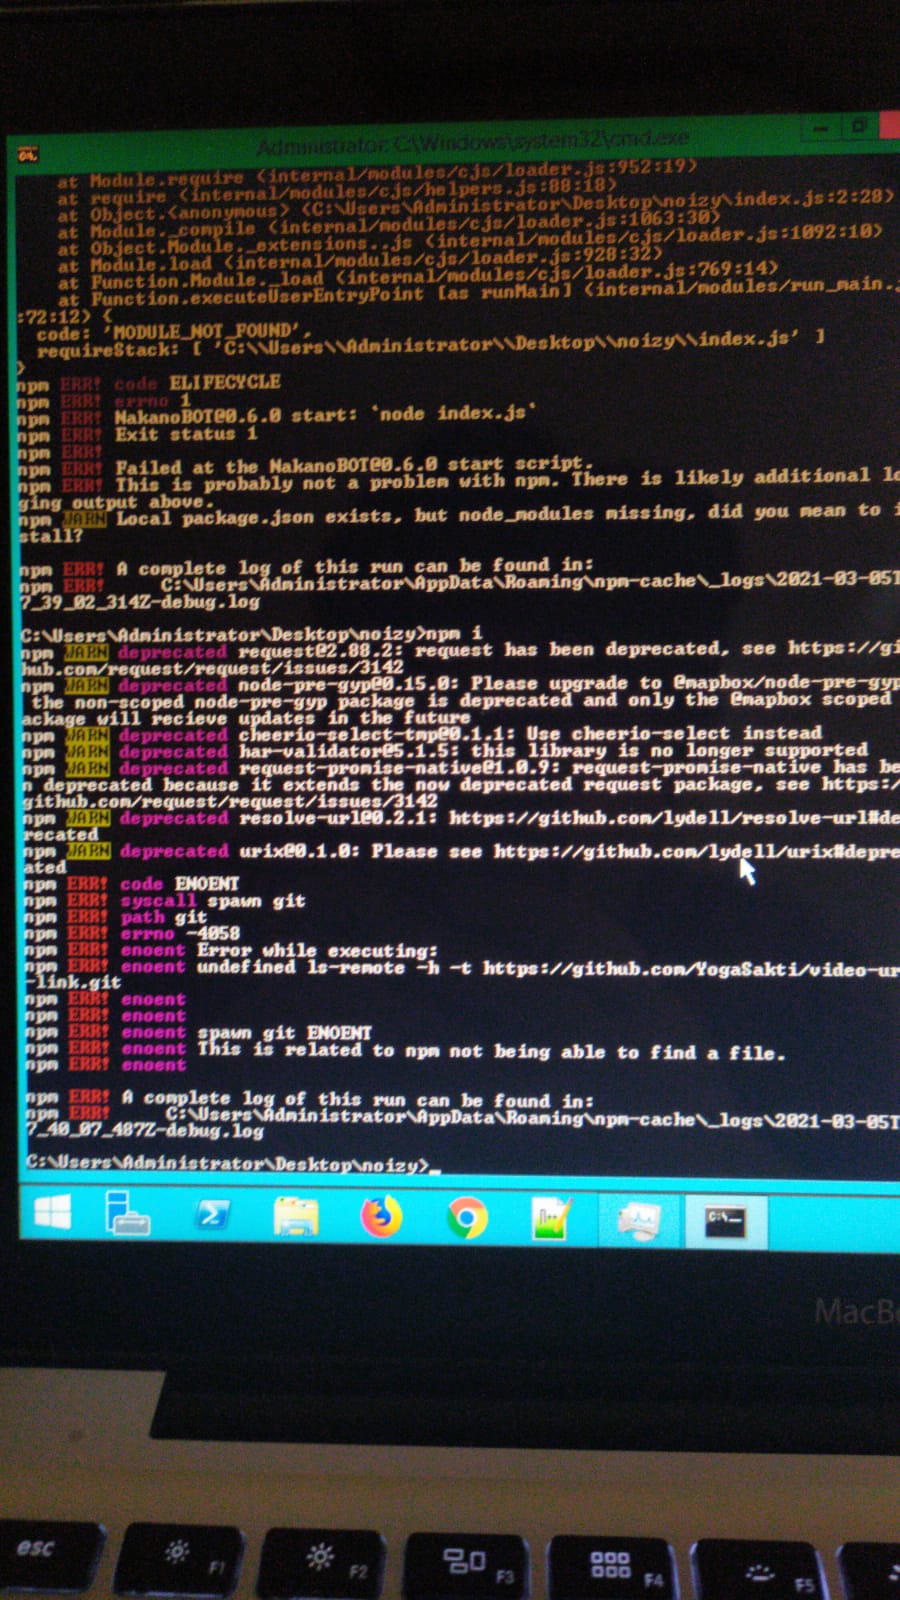 Administrator: C:\Windows\system32\cmd.exe
at Module.require (internal/modules/cjs/loader.js:952:19)
at require (internal/modules/cjs/helpers.js:88:18)
at Object.<anonymous> (C:\Users\Administrator\Desktop\noizy\index.js:2:28)
at Module._compile (internal/modules/cjs/loader.js:1063:30)
at Object.Module._extensions..js (internal/modules/cjs/loader.js:1092:10)
at Module.load (internal/modules/cjs/loader.js:928:32)
at Function.Module._load (internal/modules/cjs/loader.js:769:14)
at Function.executeUserEntryPoint [as runMain] (internal/modules/run_main.
:72:12) {
code: 'MODULE_NOT_FOUND',
requireStack: [ 'C:\\Users\\Administrator\\Desktop\\noizy\\index.js' ]
}
npm ERR! code ELIFECYCLE
npm ERR! errno 1
npm ERR! NakanoBOT@0.6.0 start: `node index.js`
npm ERR! Exit status 1
npm ERR!
npm ERR! Failed at the NakanoBOT@0.6.0 start script.
npm ERR! This is probably not a problem with npm. There is likely additional lo
ging output above.
npm WARN Local package.json exists, but node_modules missing, did you mean to i
stall?
npm ERR! A complete log of this run can be found in:
npm ERR! C:\Users\Administrator\AppData\Roaming\npm-cache\_logs\2021-03-05T
7_39_02_314Z-debug.log
C:\Users\Administrator\Desktop\noizy>npm i
npm WARN deprecated request@2.88.2: request has been deprecated, see https://gi
hub.com/request/request/issues/3142
npm WARN deprecated node-pre-gyp@0.15.0: Please upgrade to @mapbox/node-pre-gyp
the non-scoped node-pre-gyp package is deprecated and only the @mapbox scoped
ackage will recieve updates in the future
npm WARN deprecated cheerio-select-tmp@0.1.1: Use cheerio-select instead
npm WARN deprecated har-validator@5.1.5: this library is no longer supported
npm WARN deprecated request-promise-native@1.0.9: request-promise-native has be
n deprecated because it extends the now deprecated request package, see https:/
github.com/request/request/issues/3142
npm WARN deprecated resolve-url@0.2.1: https://github.com/lydell/resolve-url#de
recated
npm WARN deprecated urix@0.1.0: Please see https://github.com/lydell/urix#depre
ated
npm ERR! code ENOENT
npm ERR! syscall spawn git
npm ERR! path git
npm ERR! errno -4058
npm ERR! enoent Error while executing:
npm ERR! enoent undefined ls-remote -h -t https://github.com/YogaSakti/video-ur
-link.git
npm ERR! enoent
npm ERR! enoent
npm ERR! enoent spawn git ENOENT
npm ERR! enoent This is related to npm not being able to find a file.
npm ERR! enoent
npm ERR! A complete log of this run can be found in:
npm ERR! C:\Users\Administrator\AppData\Roaming\npm-cache\_logs\2021-03-05T
7_40_07_487Z-debug.log
C:\Users\Administrator\Desktop\noizy>_
MacBo
esc
F1
F2
F3
F4
F5